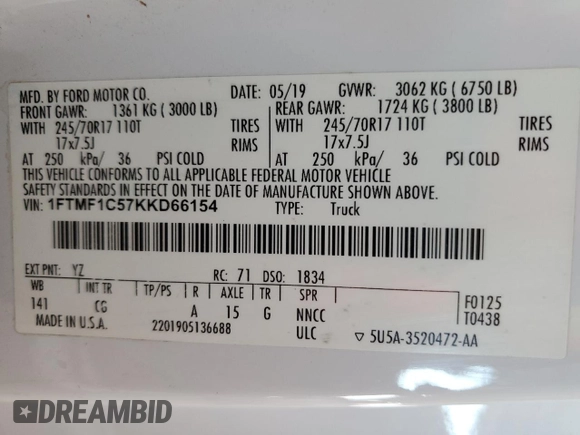 MFD. BY FORD MOTOR CO. DATE: 05/19 GVWR: 3062 KG ( 6750 LB)
FRONT GAWR: 1361 KG ( 3000 LB) REAR GAWR: 1724 KG ( 3800 LB)
WITH 245/70R17 110T TIRES WITH 245/70R17 110T TIRES
17x7.5J RIMS 17x7.5J RIMS
AT 250 kPa/ 36 PSI COLD AT 250 kPa/ 36 PSI COLD
THIS VEHICLE CONFORMS TO ALL APPLICABLE FEDERAL MOTOR VEHICLE
SAFETY STANDARDS IN EFFECT ON THE DATE OF MANUFACTURE SHOWN ABOVE.
VIN: 1FTMF1C57KKD66154 TYPE: Truck
EXT PNT: YZ RC: 71 DSO: 1834
WB INT TR TP/PS R AXLE TR SPR
141 CG A 15 G NNCC F0125
ULC T0438
MADE IN U.S.A. 2201905136688 ▽ 5U5A-3520472-AA
DREAMBID